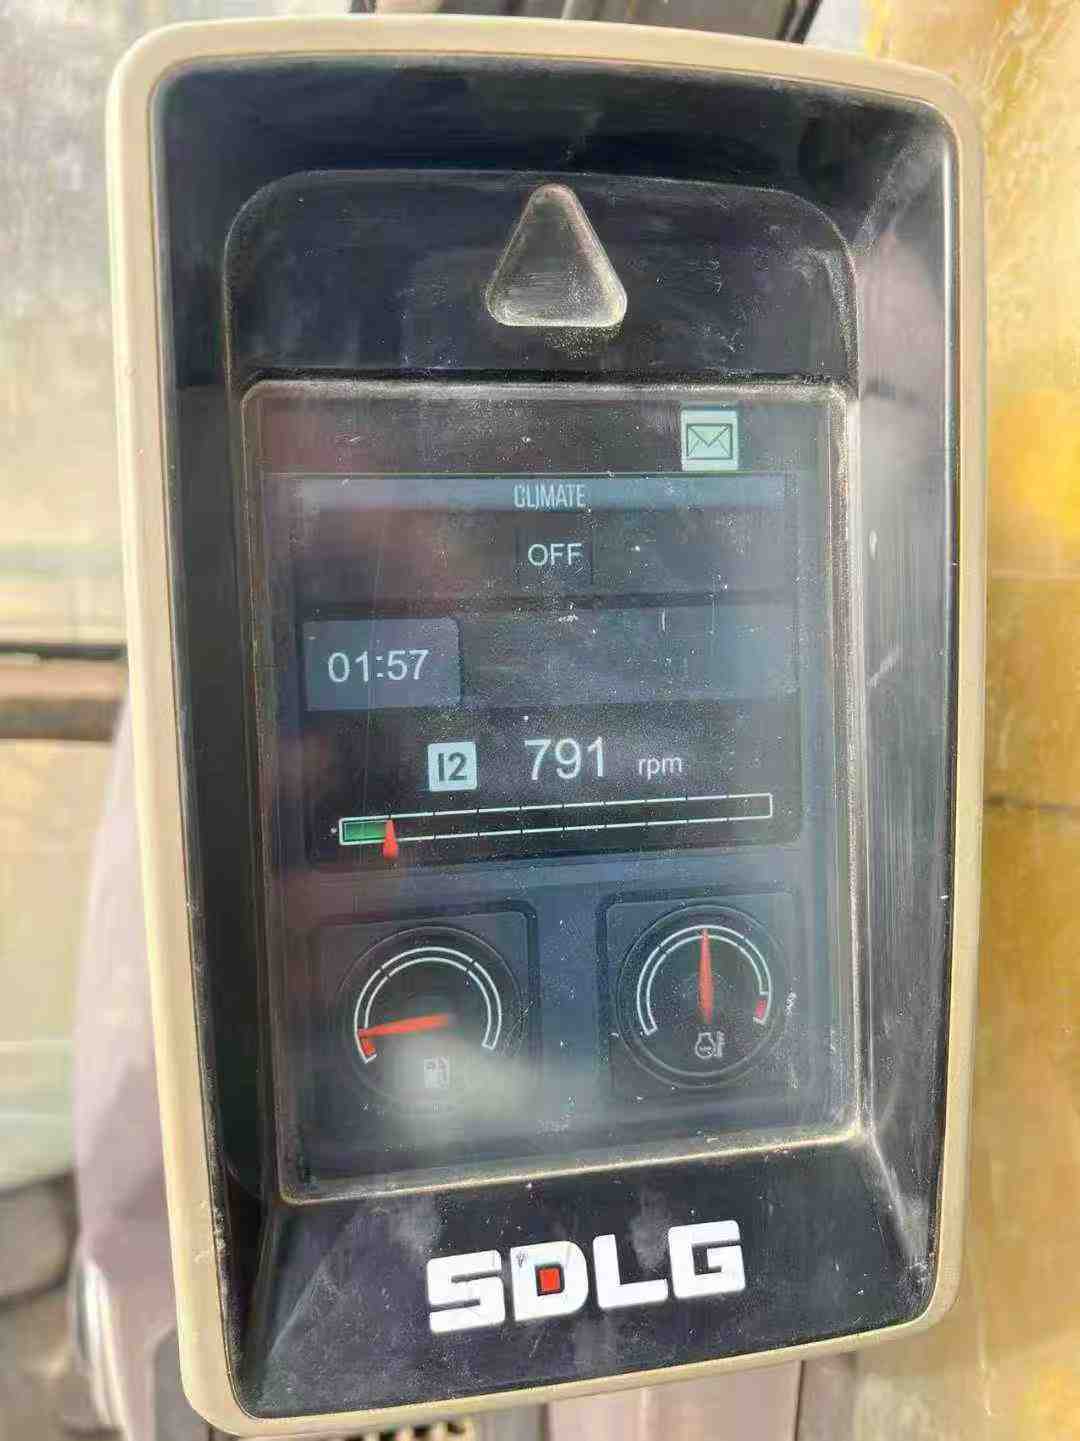 CLIMATE
OFF
01:57
I2 791 rpm
SDLG